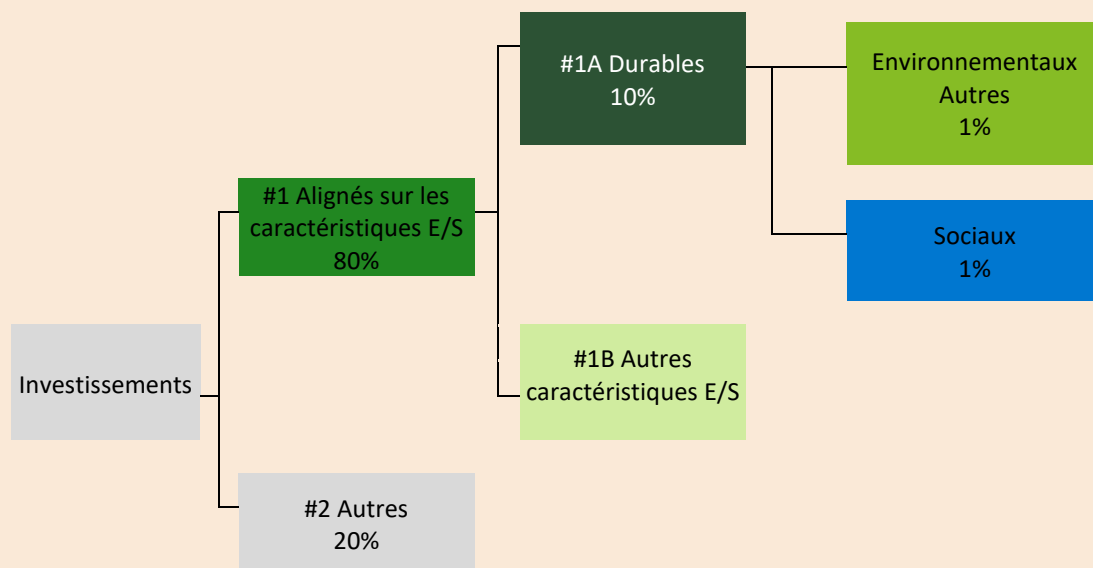 #1A Durables
10%
Environnementaux
Autres
1%
#1 Alignés sur les
caractéristiques E/S
80%
Sociaux
1%
Investissements
#1B Autres
caractéristiques E/S
#2 Autres
20%